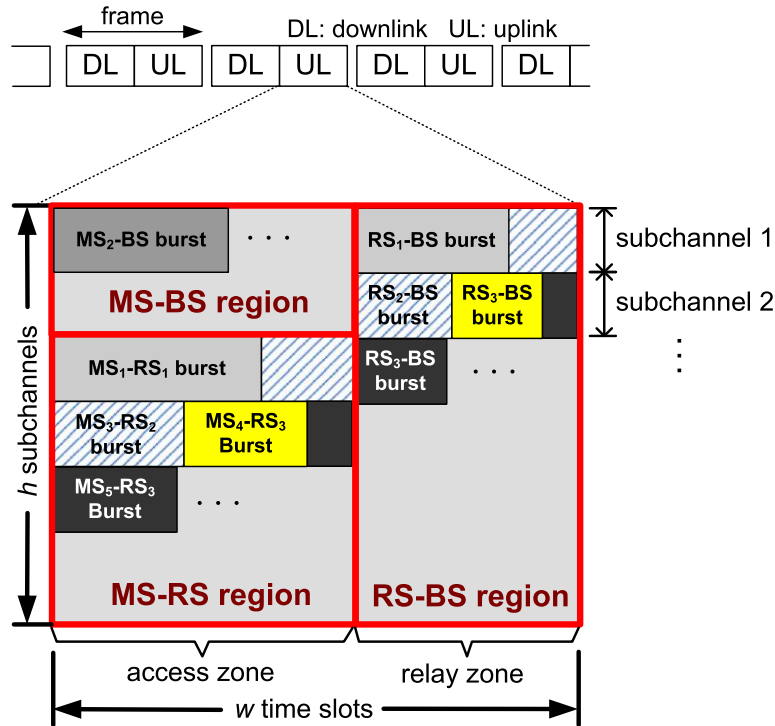 frame
DL: downlink UL: uplink
DL UL DL UL DL UL DL
MS₂-BS burst
. . .
MS-BS region
RS₁-BS burst
subchannel 1
RS₂-BS
burst
RS₃-BS
burst
subchannel 2
RS₃-BS
burst
. . .
h subchannels
MS₁-RS₁ burst
MS₃-RS₂
burst
MS₄-RS₃
Burst
MS₅-RS₃
Burst
. . .
MS-RS region
RS-BS region
access zone
relay zone
w time slots